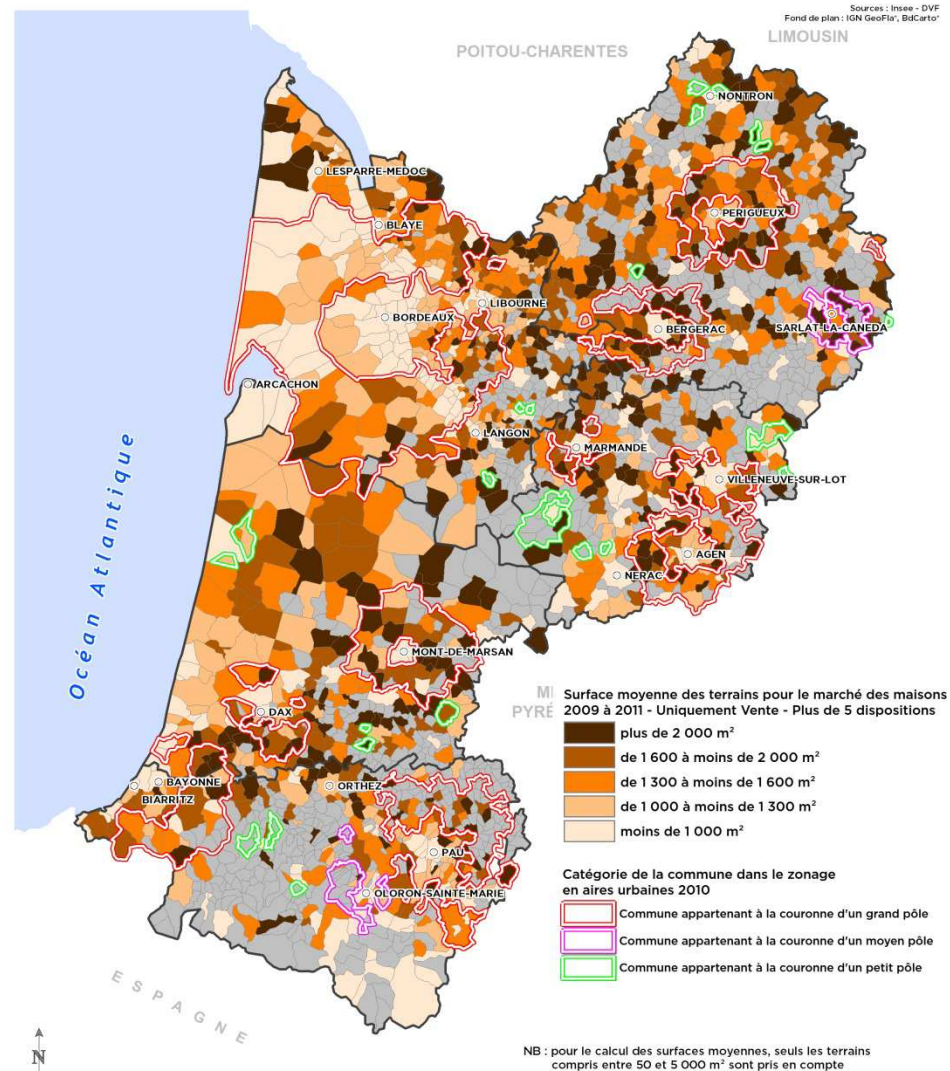 Sources : Insee - DVF
Fond de plan : IGN GeoFla®, BdCarto®
POITOU-CHARENTES
LIMOUSIN
NONTRON
LESPARRE-MEDOC
PERIGUEUX
BLAYE
LIBOURNE
BORDEAUX
BERGERAC
SARLAT-LA-CANEDA
ARCACHON
LANGON
MARMANDE
VILLENEUVE-SUR-LOT
Océan Atlantique
AGEN
NERAC
MONT-DE-MARSAN
DAX
BAYONNE
BIARRITZ
ORTHEZ
PAU
OLORON-SAINTE-MARIE
ESPAGNE
N
MI
PYRÉ
Surface moyenne des terrains pour le marché des maisons
2009 à 2011 - Uniquement Vente - Plus de 5 dispositions
plus de 2 000 m²
de 1 600 à moins de 2 000 m²
de 1 300 à moins de 1 600 m²
de 1 000 à moins de 1 300 m²
moins de 1 000 m²
Catégorie de la commune dans le zonage
en aires urbaines 2010
Commune appartenant à la couronne d'un grand pôle
Commune appartenant à la couronne d'un moyen pôle
Commune appartenant à la couronne d'un petit pôle
NB : pour le calcul des surfaces moyennes, seuls les terrains
compris entre 50 et 5 000 m² sont pris en compte